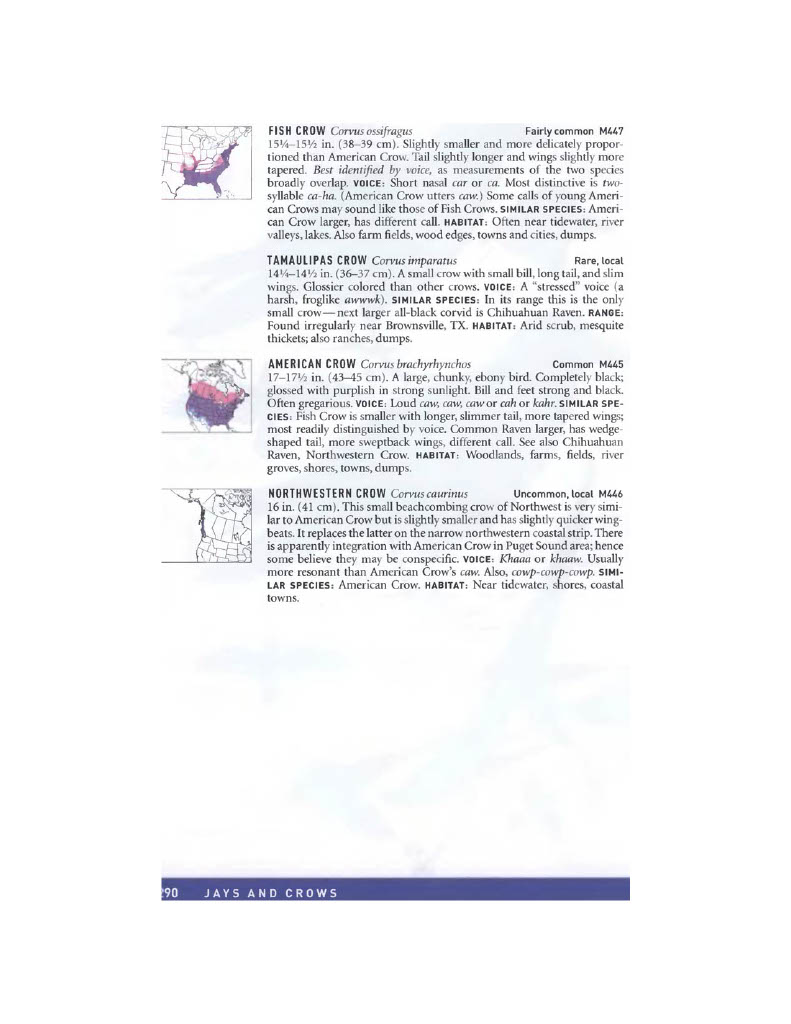 FISH CROW Corvus ossifragus Fairly common M447
15¼–15½ in. (38–39 cm). Slightly smaller and more delicately propor-
tioned than American Crow. Tail slightly longer and wings slightly more
tapered. Best identified by voice, as measurements of the two species
broadly overlap. VOICE: Short nasal car or ca. Most distinctive is two-
syllable ca-ha. (American Crow utters caw.) Some calls of young Ameri-
can Crows may sound like those of Fish Crows. SIMILAR SPECIES: Ameri-
can Crow larger, has different call. HABITAT: Often near tidewater, river
valleys, lakes. Also farm fields, wood edges, towns and cities, dumps.
TAMAULIPAS CROW Corvus imparatus Rare, local
14¼–14½ in. (36–37 cm). A small crow with small bill, long tail, and slim
wings. Glossier colored than other crows. VOICE: A "stressed" voice (a
harsh, froglike awwwk). SIMILAR SPECIES: In its range this is the only
small crow—next larger all-black corvid is Chihuahuan Raven. RANGE:
Found irregularly near Brownsville, TX. HABITAT: Arid scrub, mesquite
thickets; also ranches, dumps.
AMERICAN CROW Corvus brachyrhynchos Common M445
17–17½ in. (43–45 cm). A large, chunky, ebony bird. Completely black;
glossed with purplish in strong sunlight. Bill and feet strong and black.
Often gregarious. VOICE: Loud caw, caw, caw or cah or kahr. SIMILAR SPE-
CIES: Fish Crow is smaller with longer, slimmer tail, more tapered wings;
most readily distinguished by voice. Common Raven larger, has wedge-
shaped tail, more sweptback wings, different call. See also Chihuahuan
Raven, Northwestern Crow. HABITAT: Woodlands, farms, fields, river
groves, shores, towns, dumps.
NORTHWESTERN CROW Corvus caurinus Uncommon, local M446
16 in. (41 cm). This small beachcombing crow of Northwest is very simi-
lar to American Crow but is slightly smaller and has slightly quicker wing-
beats. It replaces the latter on the narrow northwestern coastal strip. There
is apparently integration with American Crow in Puget Sound area; hence
some believe they may be conspecific. VOICE: Khaaa or khaaw. Usually
more resonant than American Crow's caw. Also, cowp-cowp-cowp. SIMI-
LAR SPECIES: American Crow. HABITAT: Near tidewater, shores, coastal
towns.
290 JAYS AND CROWS